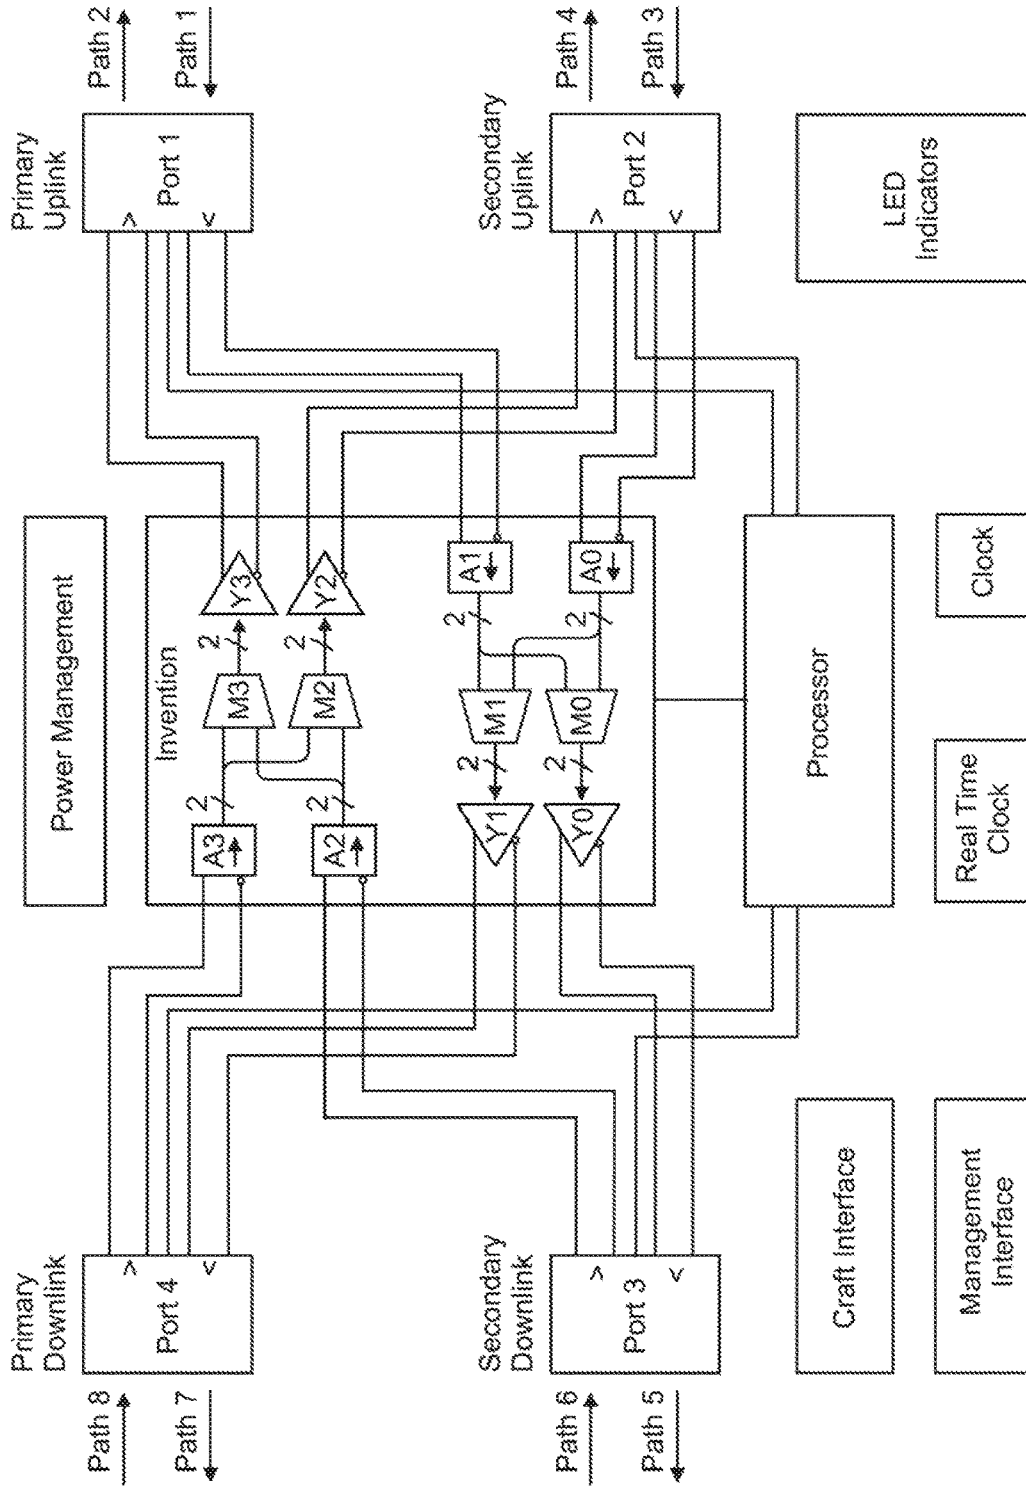 Path 8
Path 7
Primary
Downlink
>
Port 4
<
Power Management
Primary
Uplink
>
Port 1
<
Path 2
Path 1
Invention
A3
2
M3
2
Y3
A2
2
M2
2
Y2
Y1
2
M1
2
A1
Y0
2
M0
2
A0
Path 6
Path 5
Secondary
Downlink
>
Port 3
<
Secondary
Uplink
>
Port 2
<
Path 4
Path 3
Processor
Craft Interface
Management
Interface
Real Time
Clock
Clock
LED
Indicators